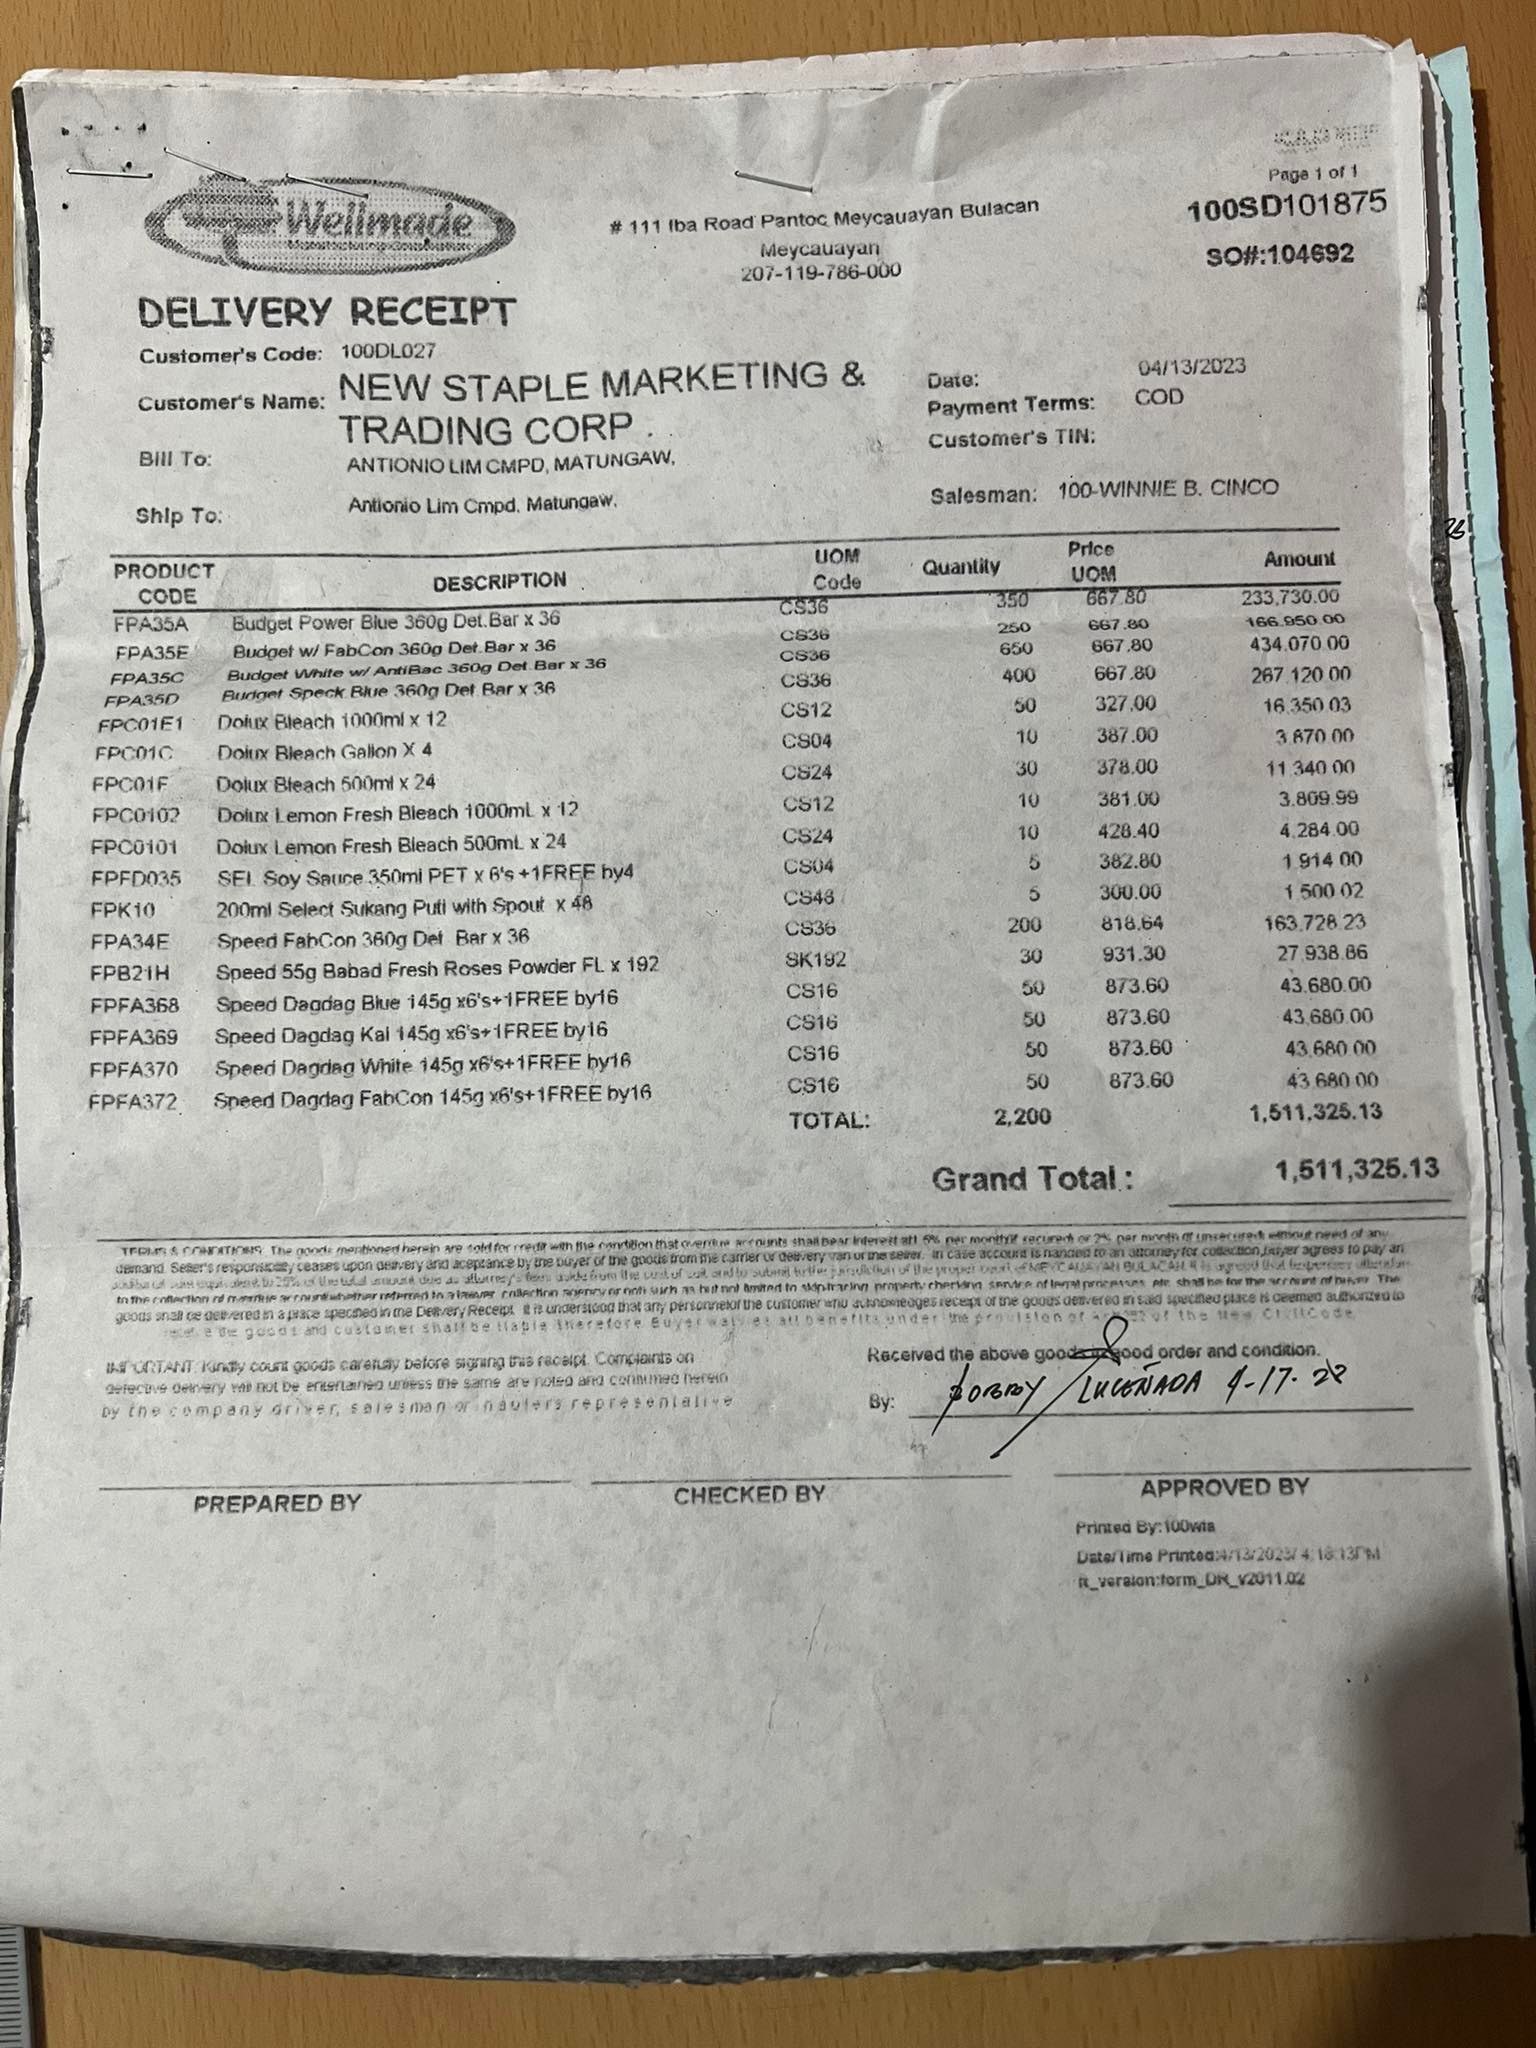 Page 1 of 1
Wellmade
# 111 Iba Road Pantoc Meycauayan Bulacan
100SD101875
Meycauayan
SO#:104692
207-119-786-000
DELIVERY RECEIPT
Customer's Code: 100DL027
Customer's Name: NEW STAPLE MARKETING &
TRADING CORP .
Date: 04/13/2023
Payment Terms: COD
Customer's TIN:
Bill To: ANTIONIO LIM CMPD, MATUNGAW,
Ship To: Antionio Lim Cmpd, Matungaw,
Salesman: 100-WINNIE B. CINCO
PRODUCT CODE DESCRIPTION UOM Code Quantity Price UOM Amount
FPA35A Budget Power Blue 360g Det.Bar x 36 CS36 350 667.80 233,730.00
FPA35E Budget w/ FabCon 360g Det.Bar x 36 CS36 250 667.80 166,950.00
FPA35C Budget White w/ AntiBac 360g Det.Bar x 36 CS36 650 667.80 434,070.00
FPA35D Budget Speck Blue 360g Det.Bar x 36 CS36 400 667.80 267,120.00
FPC01E1 Dolux Bleach 1000ml x 12 CS12 50 327.00 16,350.03
FPC01C Dolux Bleach Gallon X 4 CS04 10 387.00 3,870.00
FPC01F Dolux Bleach 500ml x 24 CS24 30 378.00 11,340.00
FPC0102 Dolux Lemon Fresh Bleach 1000mL x 12 CS12 10 381.00 3,809.99
FPC0101 Dolux Lemon Fresh Bleach 500mL x 24 CS24 10 428.40 4,284.00
FPFD035 SEL Soy Sauce 350ml PET x 6's +1FREE by4 CS04 5 382.80 1,914.00
FPK10 200ml Select Sukang Puti with Spout x 48 CS48 5 300.00 1,500.02
FPA34E Speed FabCon 360g Det. Bar x 36 CS36 200 818.64 163,728.23
FPB21H Speed 55g Babad Fresh Roses Powder FL x 192 SK192 30 931.30 27,938.86
FPFA368 Speed Dagdag Blue 145g x6's+1FREE by16 CS16 50 873.60 43,680.00
FPFA369 Speed Dagdag Kal 145g x6's+1FREE by16 CS16 50 873.60 43,680.00
FPFA370 Speed Dagdag White 145g x6's+1FREE by16 CS16 50 873.60 43,680.00
FPFA372 Speed Dagdag FabCon 145g x6's+1FREE by16 CS16 50 873.60 43,680.00
TOTAL: 2,200 1,511,325.13
Grand Total : 1,511,325.13
TERMS & CONDITIONS: The goods mentioned herein are sold for credit with the condition that overdue accounts shall bear interest at1.5% per month(if secured) or 2% per month (if unsecured) without need of any
demand. Seller's responsibility ceases upon delivery and aceptance by the buyer of the goods from the carrier or delivery van of the seller. In case account is handed to an attorney for collection,buyer agrees to pay an
to the collection of overdue account(whether referred to a lawyer, collection agency or not) such as but not limited to skip-tracing, property checking, service of legal processes, etc. shall be for the account of buyer. The
goods shall be delivered in a place specified in the Delivery Receipt. It is understood that any personnelof the customer who acknowledges receipt of the goods delivered in said specified place is deemed authorized to
receive the goods and customer shall be liable therefore Buyer waives all benefits under the provision of of the New CivilCode
IMPORTANT: Kindly count goods carefully before signing this receipt. Complaints on
defective delivery will not be entertained unless the same are noted and confirmed herein
by the company driver, salesman or haulers representative
Received the above goods in good order and condition.
By: BOBBY LUCEÑADA 4-17-23
PREPARED BY CHECKED BY APPROVED BY
Printed By:100wta
Date/Time Printed:4/13/2023/ 4:18:13PM
rt_version:form_DR_v2011.02